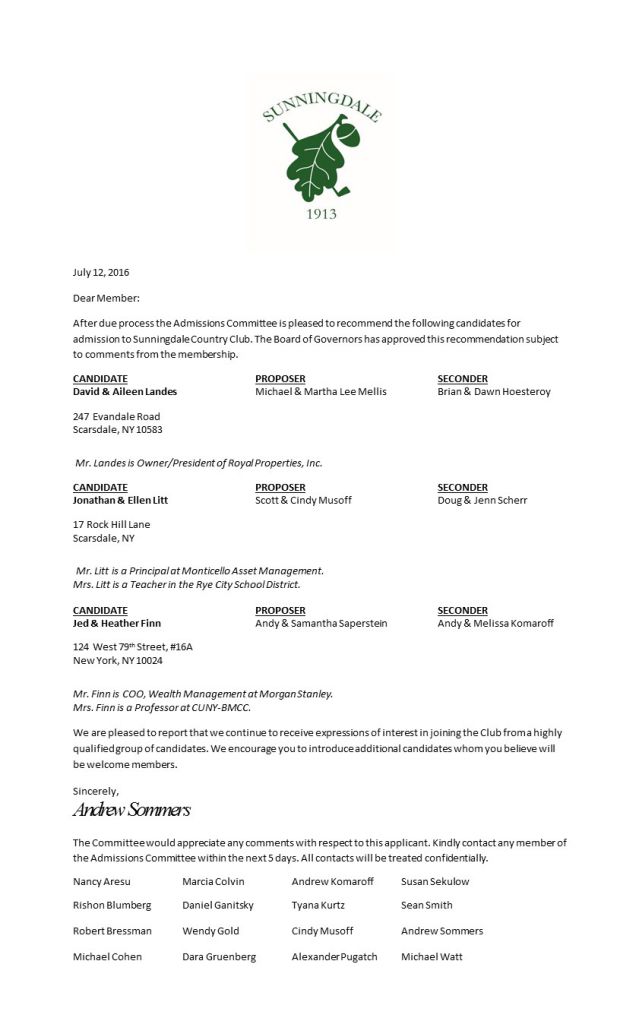 SUNNINGDALE
1913
July 12, 2016
Dear Member:
After due process the Admissions Committee is pleased to recommend the following candidates for
admission to Sunningdale Country Club. The Board of Governors has approved this recommendation subject
to comments from the membership.
CANDIDATE PROPOSER SECONDER
David & Aileen Landes Michael & Martha Lee Mellis Brian & Dawn Hoesteroy
247 Evandale Road
Scarsdale, NY 10583
Mr. Landes is Owner/President of Royal Properties, Inc.
CANDIDATE PROPOSER SECONDER
Jonathan & Ellen Litt Scott & Cindy Musoff Doug & Jenn Scherr
17 Rock Hill Lane
Scarsdale, NY
Mr. Litt is a Principal at Monticello Asset Management.
Mrs. Litt is a Teacher in the Rye City School District.
CANDIDATE PROPOSER SECONDER
Jed & Heather Finn Andy & Samantha Saperstein Andy & Melissa Komaroff
124 West 79th Street, #16A
New York, NY 10024
Mr. Finn is COO, Wealth Management at Morgan Stanley.
Mrs. Finn is a Professor at CUNY-BMCC.
We are pleased to report that we continue to receive expressions of interest in joining the Club from a highly
qualified group of candidates. We encourage you to introduce additional candidates whom you believe will
be welcome members.
Sincerely,
Andrew Sommers
The Committee would appreciate any comments with respect to this applicant. Kindly contact any member of
the Admissions Committee within the next 5 days. All contacts will be treated confidentially.
Nancy Aresu Marcia Colvin Andrew Komaroff Susan Sekulow
Rishon Blumberg Daniel Ganitsky Tyana Kurtz Sean Smith
Robert Bressman Wendy Gold Cindy Musoff Andrew Sommers
Michael Cohen Dara Gruenberg Alexander Pugatch Michael Watt